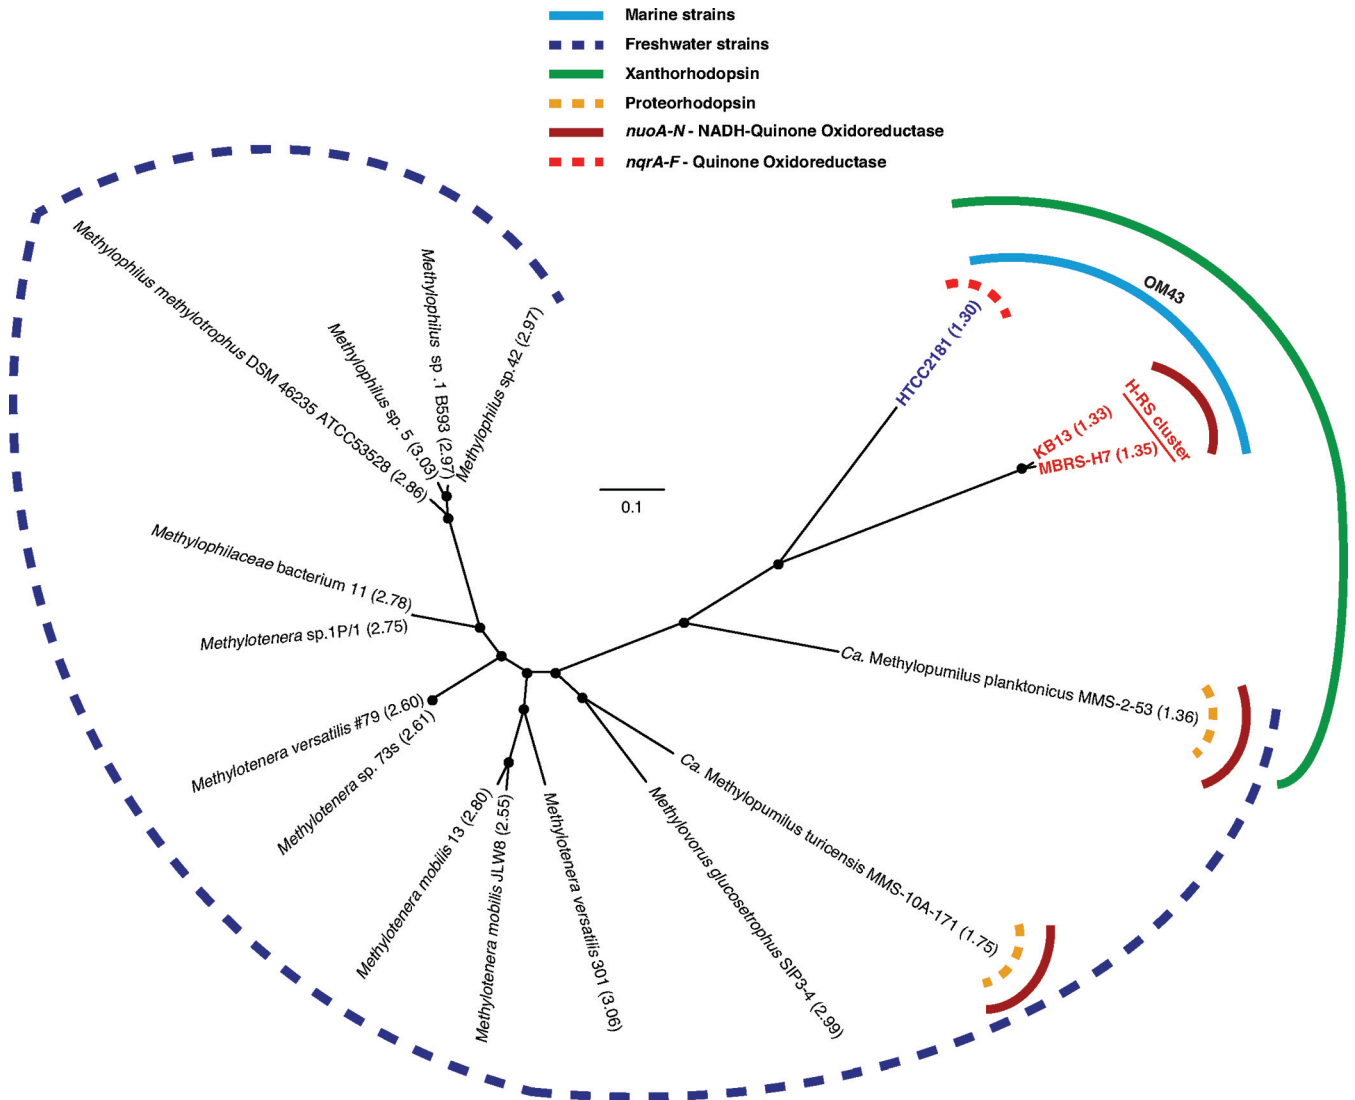 Marine strains
Freshwater strains
Xanthorhodopsin
Proteorhodopsin
nuoA-N - NADH-Quinone Oxidoreductase
nqrA-F - Quinone Oxidoreductase
Methylophilus methylotrophus DSM 46235 ATCC53528 (2.86)
Methylophilus sp. 5 (3.03)
Methylophilus sp .1 B593 (2.97)
Methylophilus sp.42 (2.97)
HTCC2181 (1.30)
OM43
KB13 (1.33)
MBRS-H7 (1.35)
H-RS cluster
0.1
Methylophilaceae bacterium 11 (2.78)
Methylotenera sp.1P/1 (2.75)
Methylotenera versatilis #79 (2.60)
Methylotenera sp. 73s (2.61)
Methylotenera mobilis 13 (2.80)
Methylotenera mobilis JLW8 (2.55)
Methylotenera versatilis 301 (3.06)
Methylovorus glucosetrophus SIP3-4 (2.99)
Ca. Methylopumilus turicensis MMS-10A-171 (1.75)
Ca. Methylopumilus planktonicus MMS-2-53 (1.36)